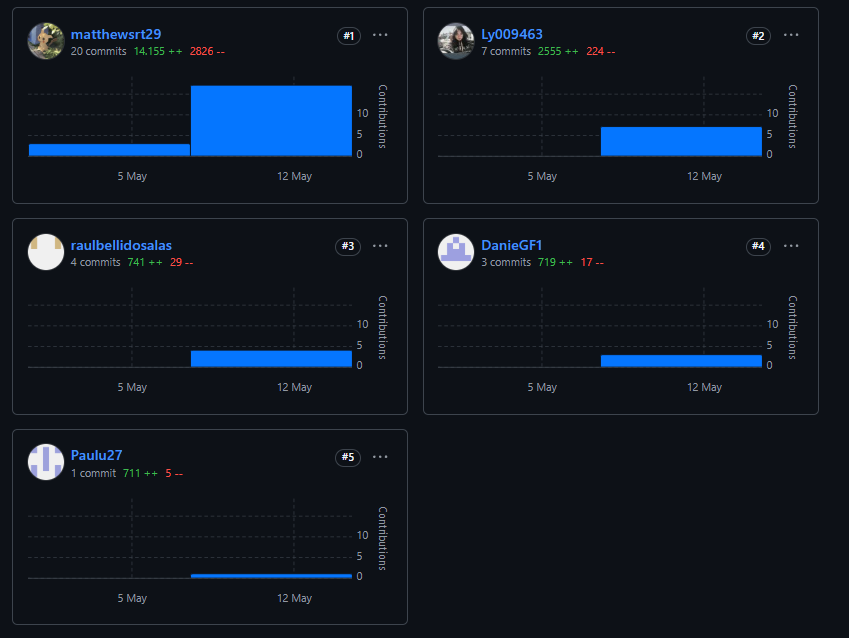 matthewsrt29 #1 ...
20 commits 14.155 ++ 2826 --
Contributions
10
5
0
5 May 12 May
Ly009463 #2 ...
7 commits 2555 ++ 224 --
Contributions
10
5
0
5 May 12 May
raulbellidosalas #3 ...
4 commits 741 ++ 29 --
Contributions
10
5
0
5 May 12 May
DanieGF1 #4 ...
3 commits 719 ++ 17 --
Contributions
10
5
0
5 May 12 May
Paulu27 #5 ...
1 commit 711 ++ 5 --
Contributions
10
5
0
5 May 12 May